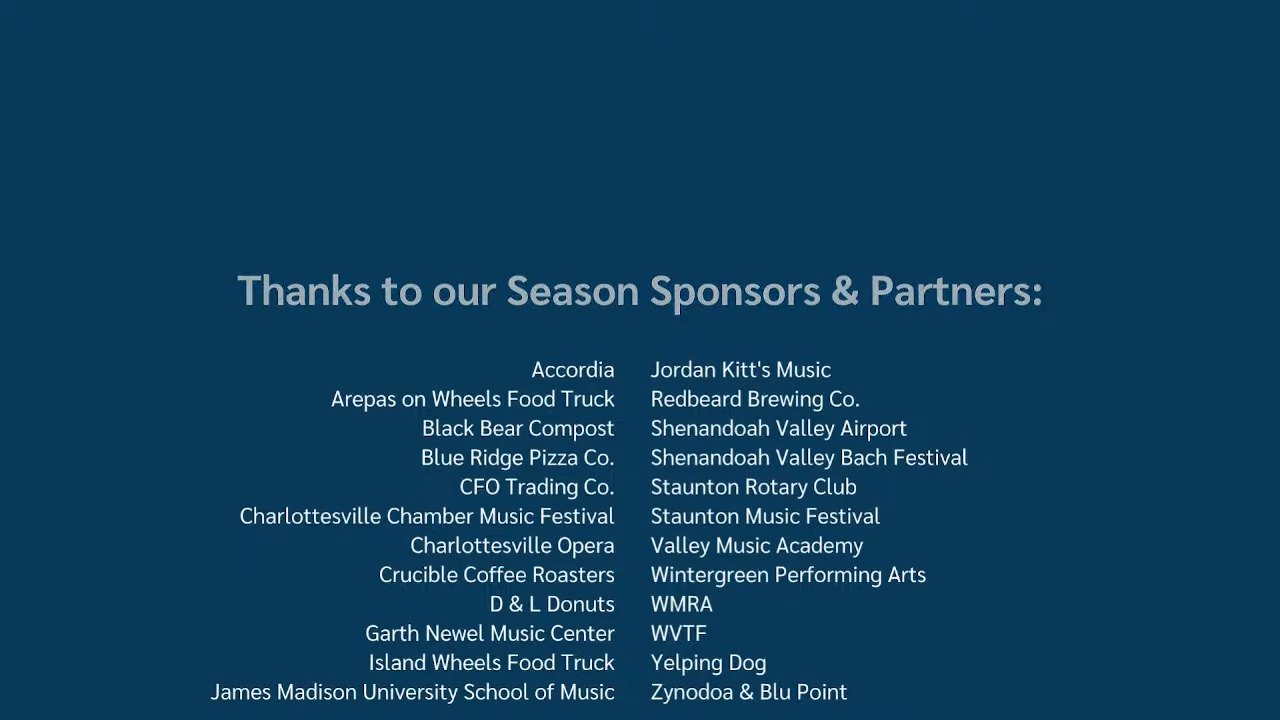 Thanks to our Season Sponsors & Partners:
Accordia
Arepas on Wheels Food Truck
Black Bear Compost
Blue Ridge Pizza Co.
CFO Trading Co.
Charlottesville Chamber Music Festival
Charlottesville Opera
Crucible Coffee Roasters
D & L Donuts
Garth Newel Music Center
Island Wheels Food Truck
James Madison University School of Music
Jordan Kitt's Music
Redbeard Brewing Co.
Shenandoah Valley Airport
Shenandoah Valley Bach Festival
Staunton Rotary Club
Staunton Music Festival
Valley Music Academy
Wintergreen Performing Arts
WMRA
WVTF
Yelping Dog
Zynodoa & Blu Point